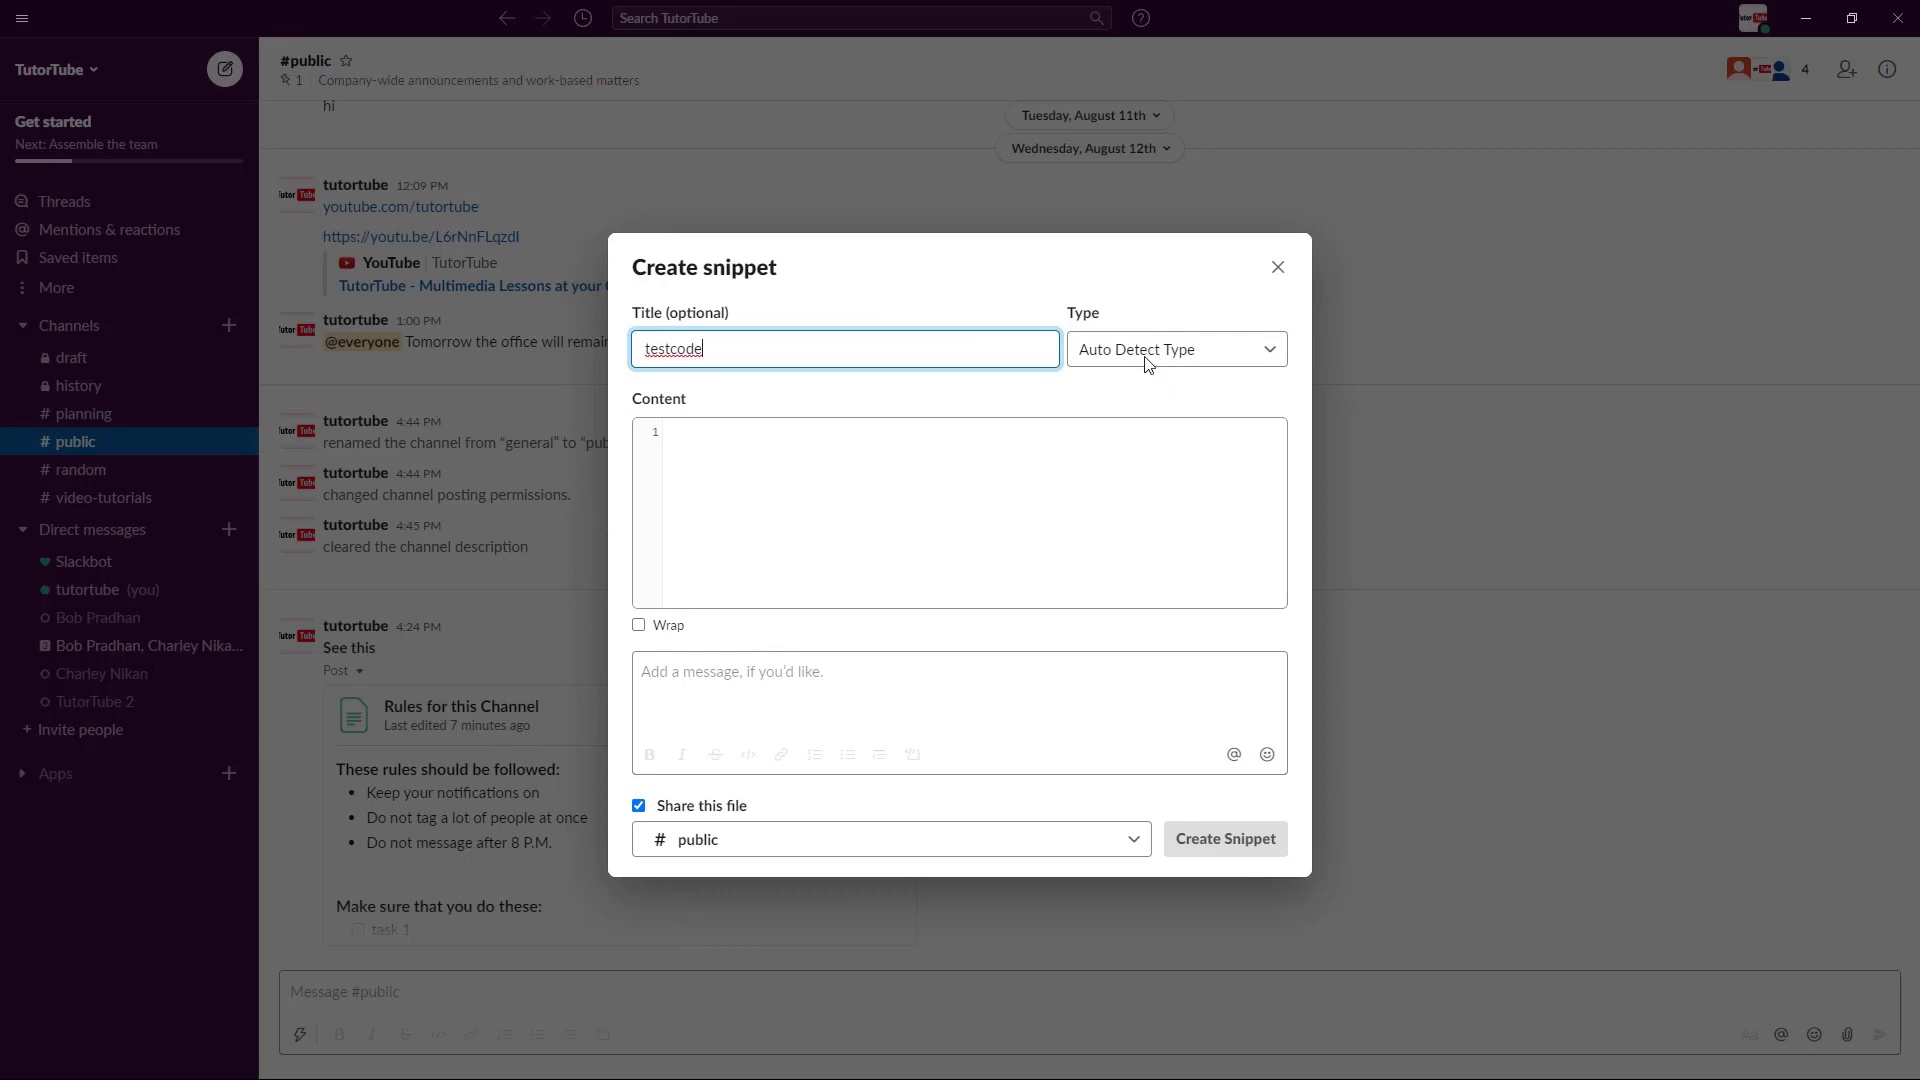 Search TutorTube
TutorTube
#public
1 | Company-wide announcements and work-based matters
4
Get started
Next: Assemble the team
Threads
Mentions & reactions
Saved items
More
Channels
draft
history
# planning
# public
# random
# video-tutorials
Direct messages
Slackbot
tutortube (you)
Bob Pradhan
3 Bob Pradhan, Charley Nika...
Charley Nikan
TutorTube 2
+ Invite people
Apps
hi
Tuesday, August 11th
Wednesday, August 12th
tutortube 12:09 PM
youtube.com/tutortube
https://youtu.be/L6rNnFLqzdI
YouTube | TutorTube
TutorTube - Multimedia Lessons at your
tutortube 1:00 PM
@everyone Tomorrow the office will remai
tutortube 4:44 PM
renamed the channel from "general" to "pub
tutortube 4:44 PM
changed channel posting permissions.
tutortube 4:45 PM
cleared the channel description
tutortube 4:24 PM
See this
Post
Rules for this Channel
Last edited 7 minutes ago
These rules should be followed:
• Keep your notifications on
• Do not tag a lot of people at once
• Do not message after 8 P.M.
Make sure that you do these:
task 1
Message #public
Create snippet
Title (optional)
Type
testcode
Auto Detect Type
Content
1
Wrap
Add a message, if you'd like.
Share this file
# public
Create Snippet